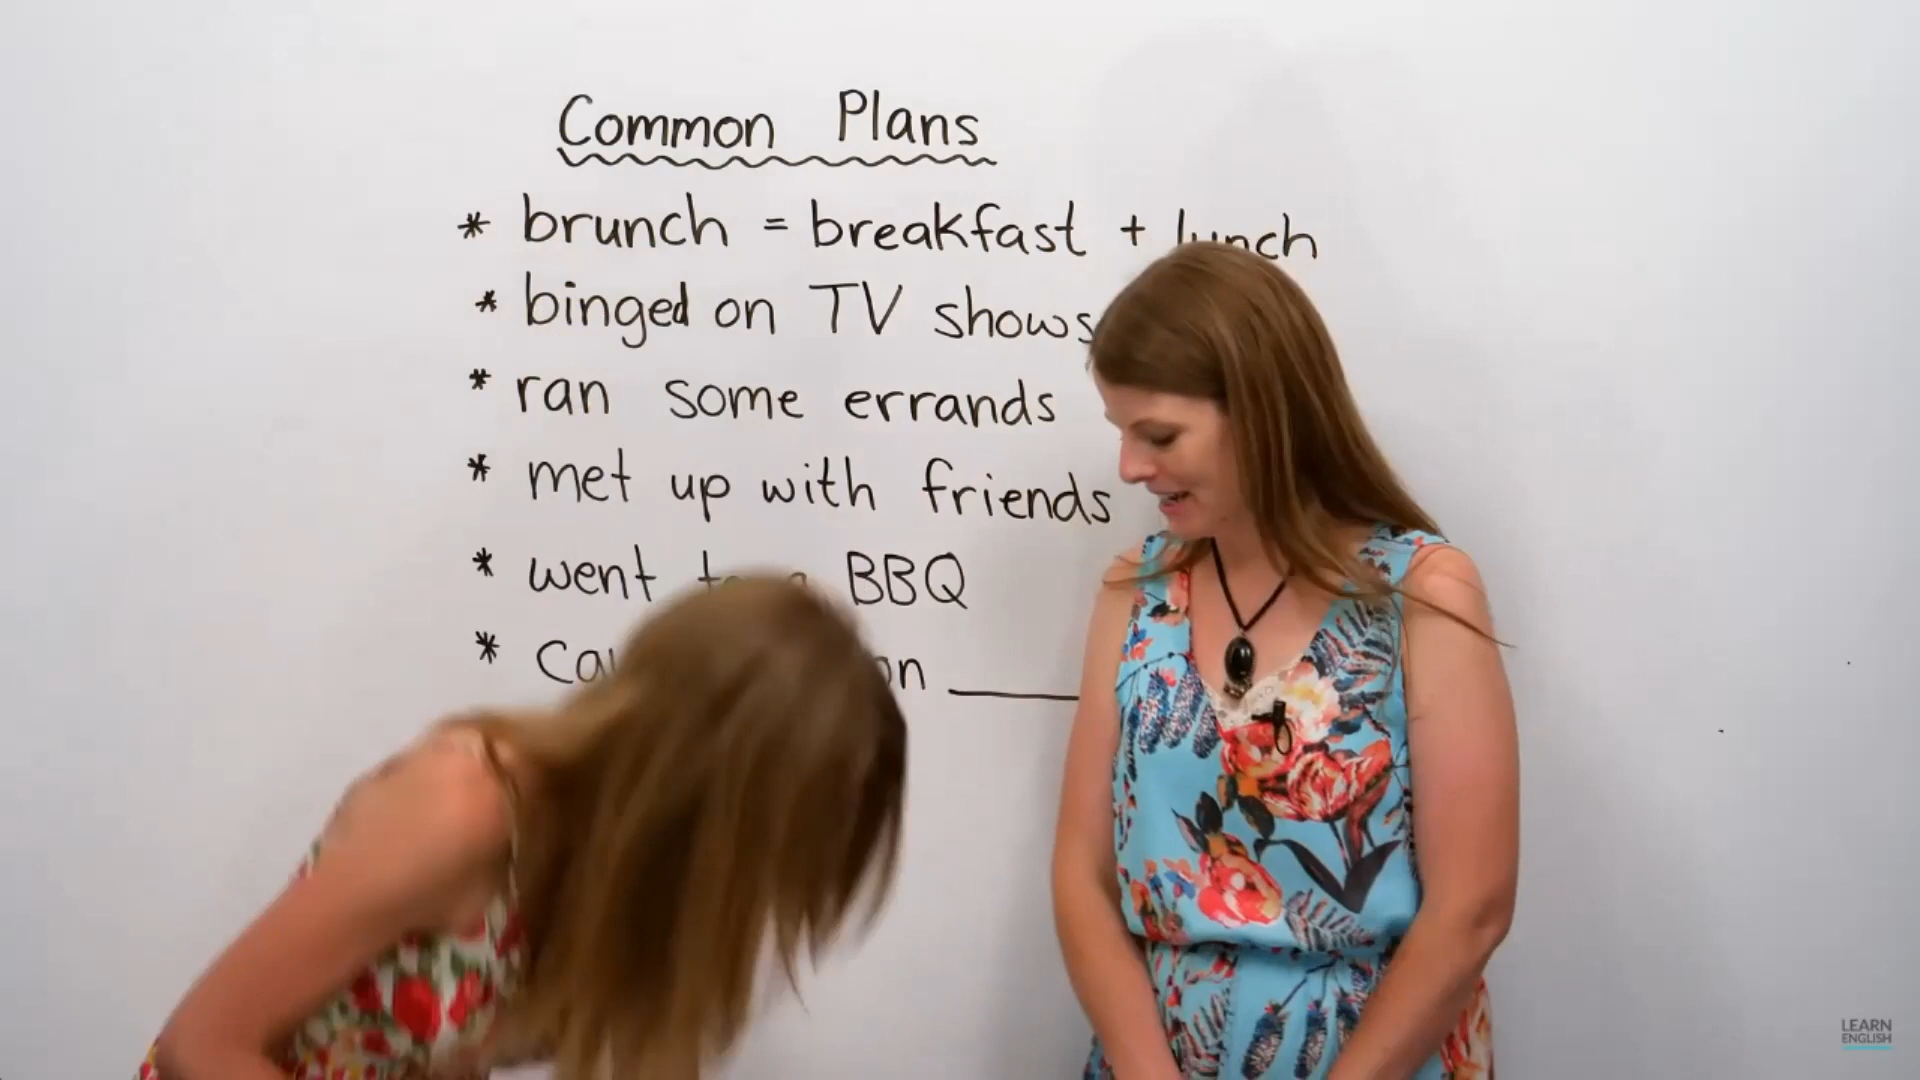 Common Plans
* brunch = breakfast + lunch
* binged on TV shows
* ran some errands
* met up with friends
* went BBQ
* on ____
LEARN
ENGLISH